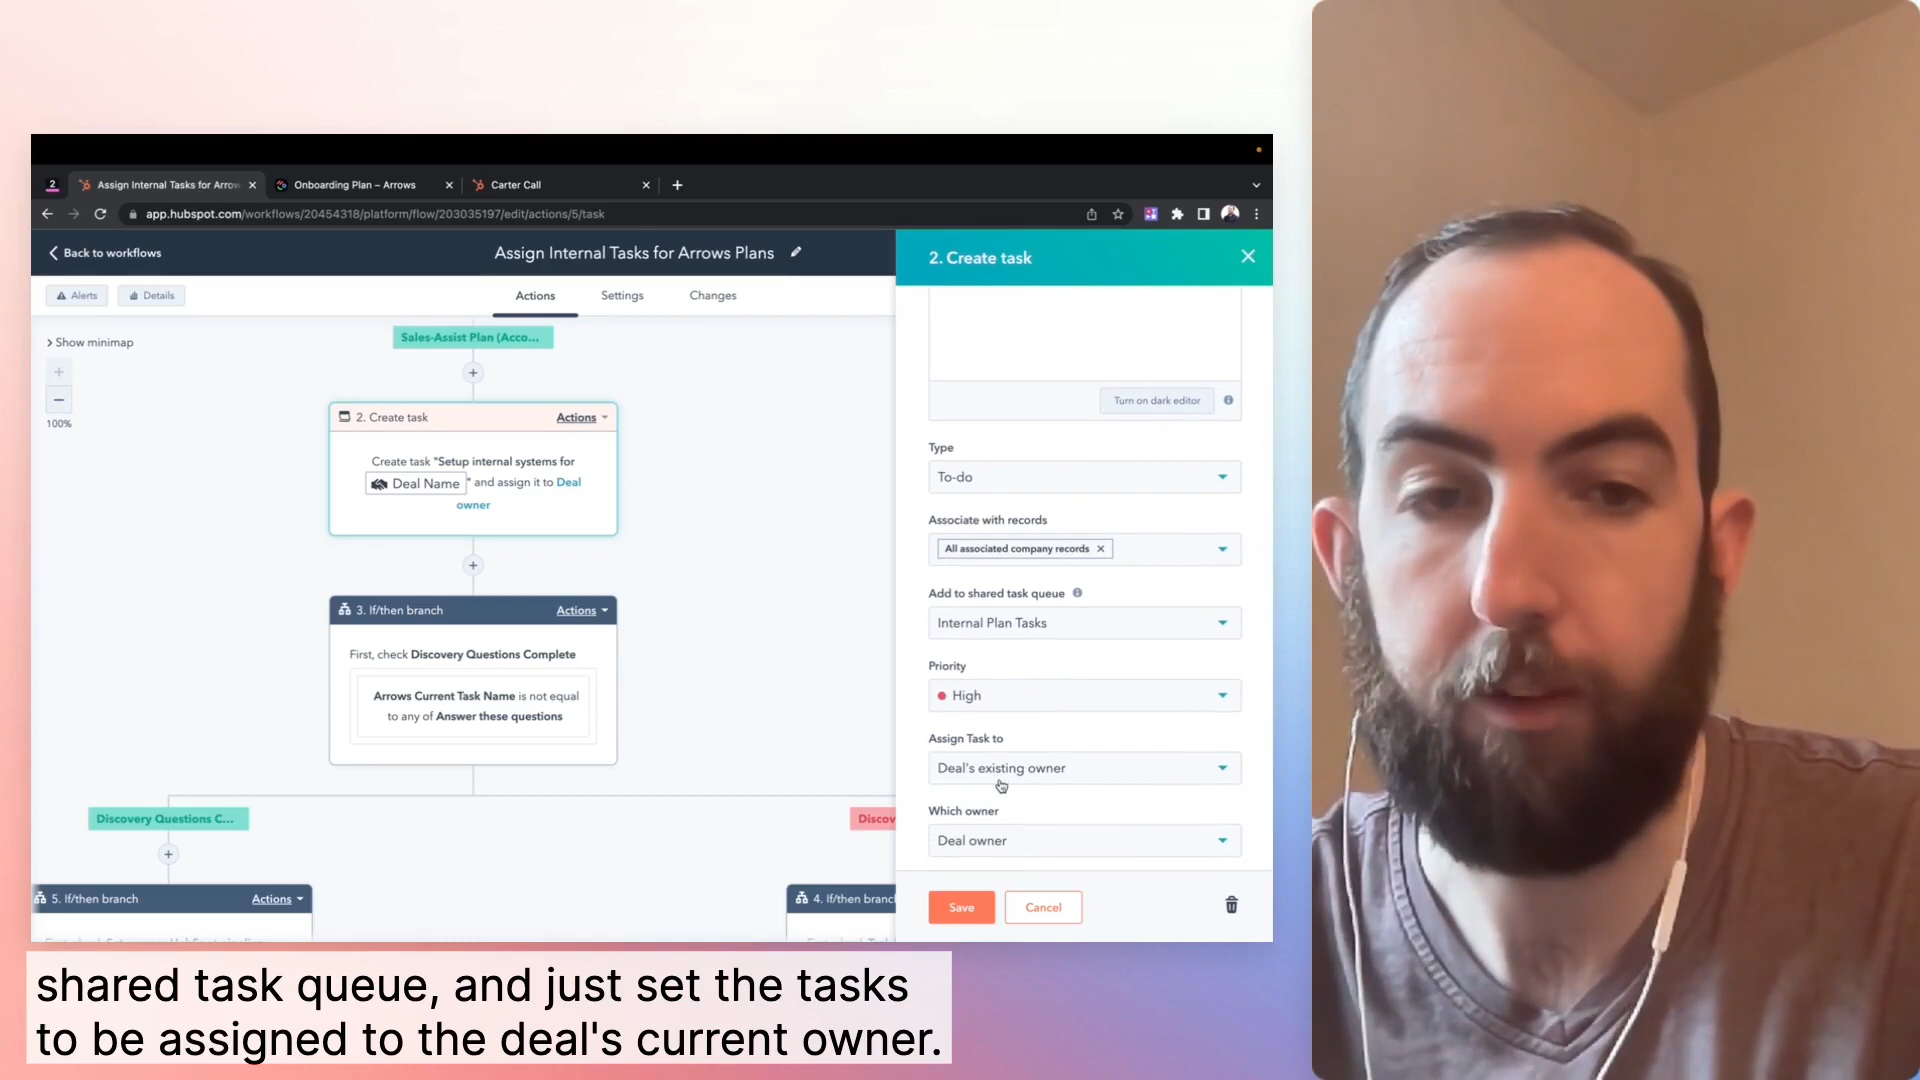 2
Assign Internal Tasks for Arrow
Onboarding Plan – Arrows
Carter Call
app.hubspot.com/workflows/20454318/platform/flow/203035197/edit/actions/5/task
Back to workflows
Assign Internal Tasks for Arrows Plans
2. Create task
Alerts
Details
Actions
Settings
Changes
Show minimap
100%
Sales-Assist Plan (Acco...
2. Create task
Actions
Create task "Setup internal systems for
Deal Name " and assign it to Deal
owner
3. If/then branch
Actions
First, check Discovery Questions Complete
Arrows Current Task Name is not equal
to any of Answer these questions
Discovery Questions C...
Discov
5. If/then branch
Actions
4. If/then branc
Turn on dark editor
Type
To-do
Associate with records
All associated company records
Add to shared task queue
Internal Plan Tasks
Priority
High
Assign Task to
Deal's existing owner
Which owner
Deal owner
Save
Cancel
shared task queue, and just set the tasks
to be assigned to the deal's current owner.